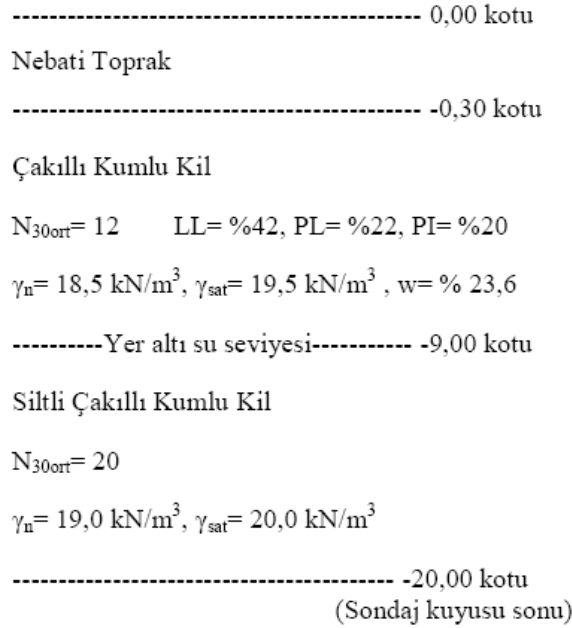 ------------------------------------------ 0,00 kotu
Nebati Toprak
------------------------------------------ -0,30 kotu
Çakıllı Kumlu Kil
N30ort= 12 LL= %42, PL= %22, PI= %20
γn= 18,5 kN/m³, γsat= 19,5 kN/m³ , w= % 23,6
----------Yer altı su seviyesi----------- -9,00 kotu
Siltli Çakıllı Kumlu Kil
N30ort= 20
γn= 19,0 kN/m³, γsat= 20,0 kN/m³
--------------------------------------- -20,00 kotu
(Sondaj kuyusu sonu)